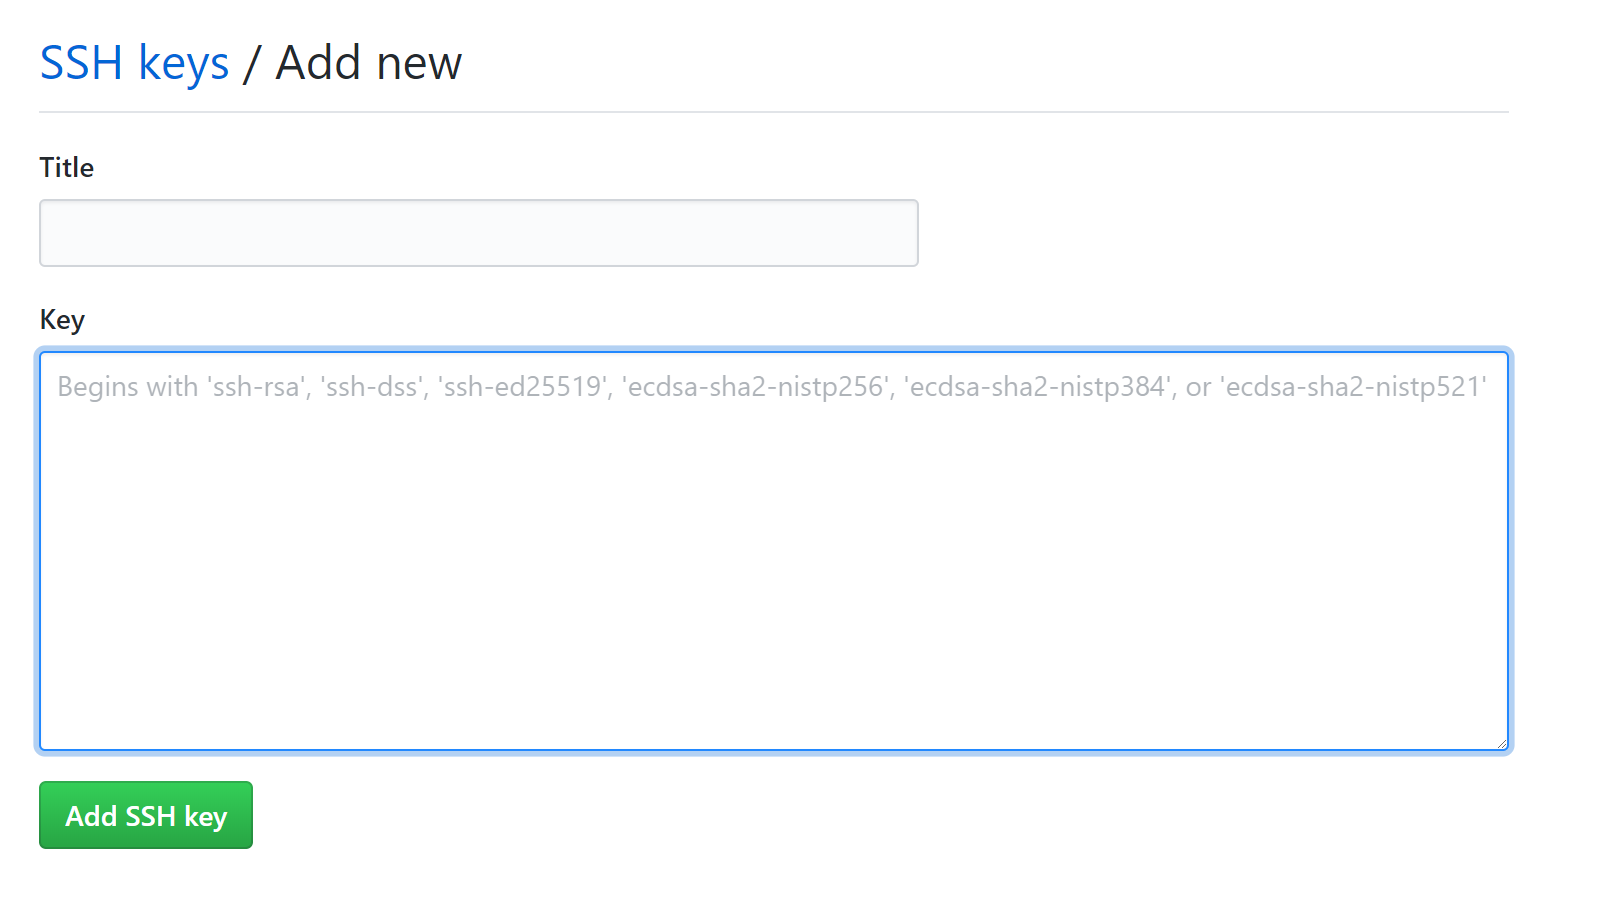 SSH keys / Add new
Title
Key
Begins with 'ssh-rsa', 'ssh-dss', 'ssh-ed25519', 'ecdsa-sha2-nistp256', 'ecdsa-sha2-nistp384', or 'ecdsa-sha2-nistp521'
Add SSH key